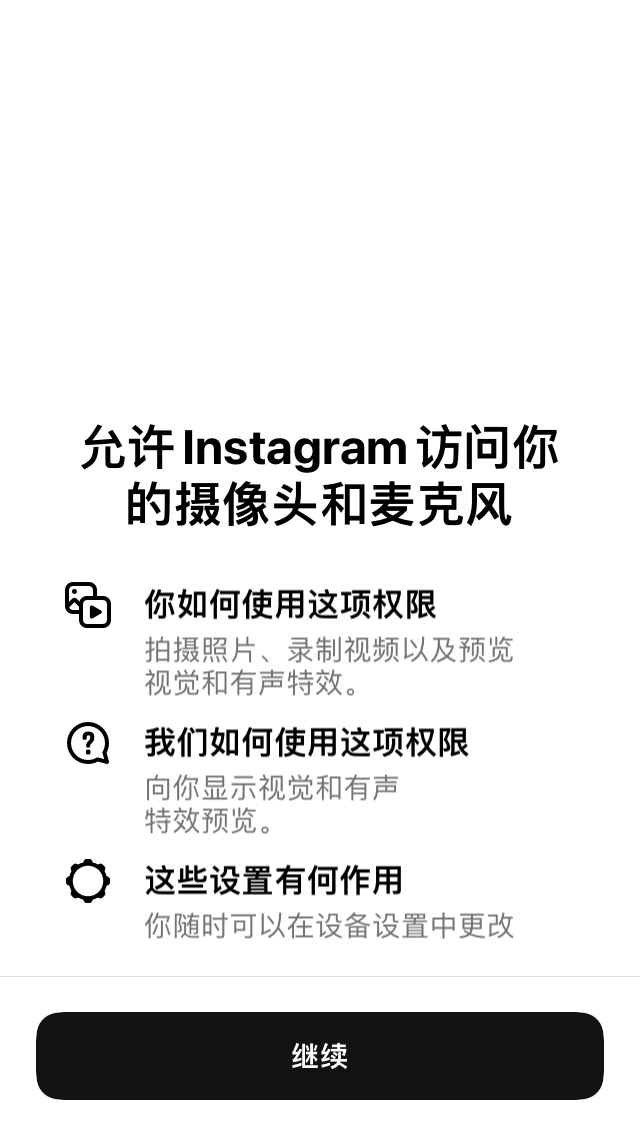 允许 Instagram 访问你
的摄像头和麦克风
你如何使用这项权限
拍摄照片、录制视频以及预览
视觉和有声特效。
我们如何使用这项权限
向你显示视觉和有声
特效预览。
这些设置有何作用
你随时可以在设备设置中更改
继续